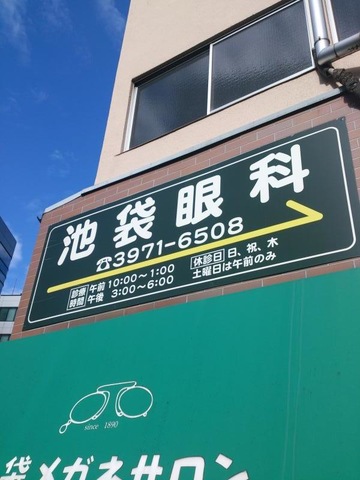 池袋眼科
☎3971-6508
診療時間 午前 10:00〜1:00
午後 3:00〜6:00
休診日 日、祝、木
土曜日は午前のみ
since 1890
袋メガネサロン